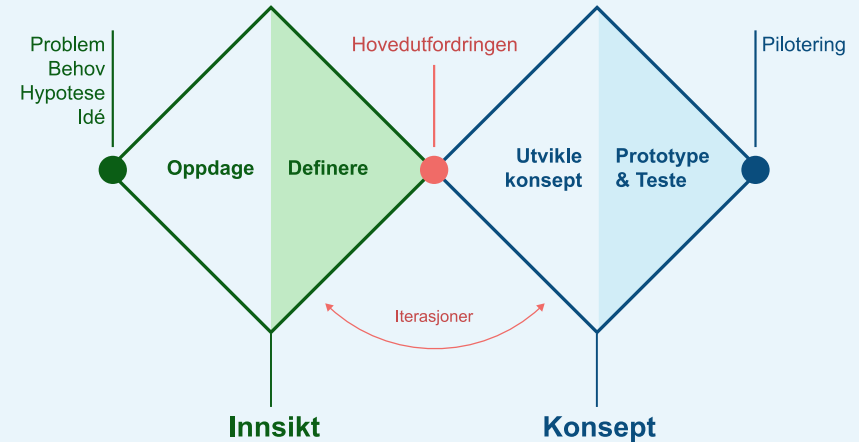 Problem
Behov
Hypotese
Idé
Hovedutfordringen
Pilotering
Oppdage
Definere
Utvikle
konsept
Prototype
& Teste
Iterasjoner
Innsikt
Konsept